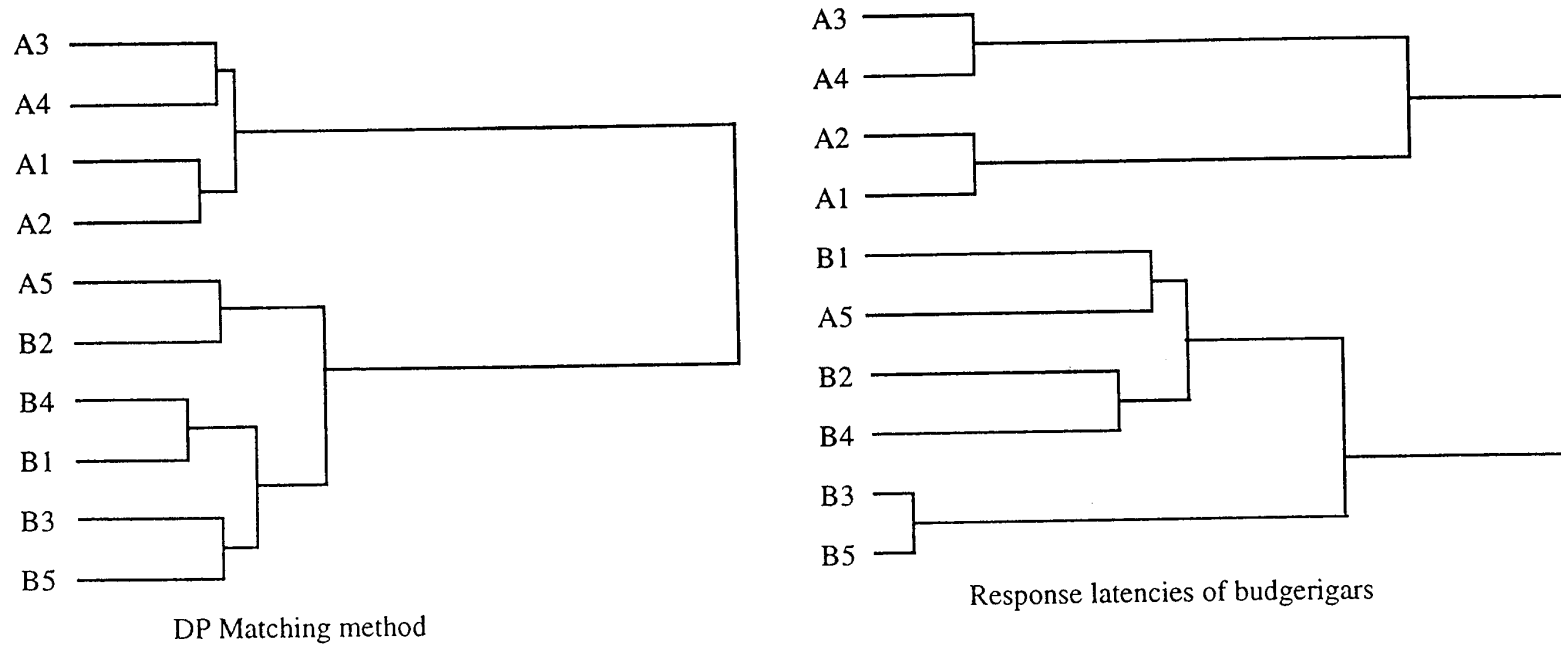 A3
A4
A1
A2
A5
B2
B4
B1
B3
B5
DP Matching method
A3
A4
A2
A1
B1
A5
B2
B4
B3
B5
Response latencies of budgerigars